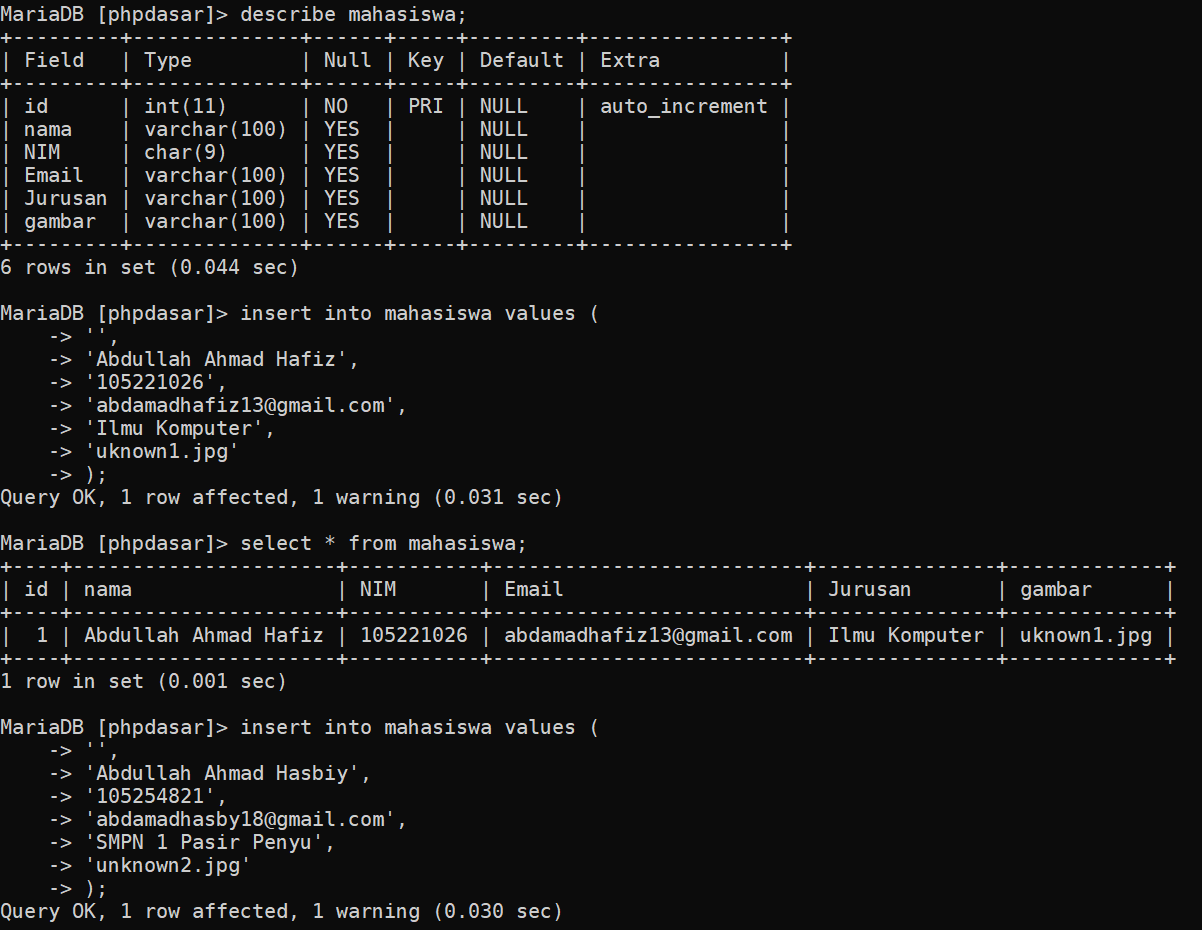 MariaDB [phpdasar]> describe mahasiswa;
+---------+--------------+------+-----+---------+----------------+
| Field   | Type         | Null | Key | Default | Extra          |
+---------+--------------+------+-----+---------+----------------+
| id      | int(11)      | NO   | PRI | NULL    | auto_increment |
| nama    | varchar(100) | YES  |     | NULL    |                |
| NIM     | char(9)      | YES  |     | NULL    |                |
| Email   | varchar(100) | YES  |     | NULL    |                |
| Jurusan | varchar(100) | YES  |     | NULL    |                |
| gambar  | varchar(100) | YES  |     | NULL    |                |
+---------+--------------+------+-----+---------+----------------+
6 rows in set (0.044 sec)

MariaDB [phpdasar]> insert into mahasiswa values (
    -> '',
    -> 'Abdullah Ahmad Hafiz',
    -> '105221026',
    -> 'abdamadhafiz13@gmail.com',
    -> 'Ilmu Komputer',
    -> 'uknown1.jpg'
    -> );
Query OK, 1 row affected, 1 warning (0.031 sec)

MariaDB [phpdasar]> select * from mahasiswa;
+----+----------------------+-----------+--------------------------+---------------+-------------+
| id | nama                 | NIM       | Email                    | Jurusan       | gambar      |
+----+----------------------+-----------+--------------------------+---------------+-------------+
|  1 | Abdullah Ahmad Hafiz | 105221026 | abdamadhafiz13@gmail.com | Ilmu Komputer | uknown1.jpg |
+----+----------------------+-----------+--------------------------+---------------+-------------+
1 row in set (0.001 sec)

MariaDB [phpdasar]> insert into mahasiswa values (
    -> '',
    -> 'Abdullah Ahmad Hasbiy',
    -> '105254821',
    -> 'abdamadhasby18@gmail.com',
    -> 'SMPN 1 Pasir Penyu',
    -> 'unknown2.jpg'
    -> );
Query OK, 1 row affected, 1 warning (0.030 sec)